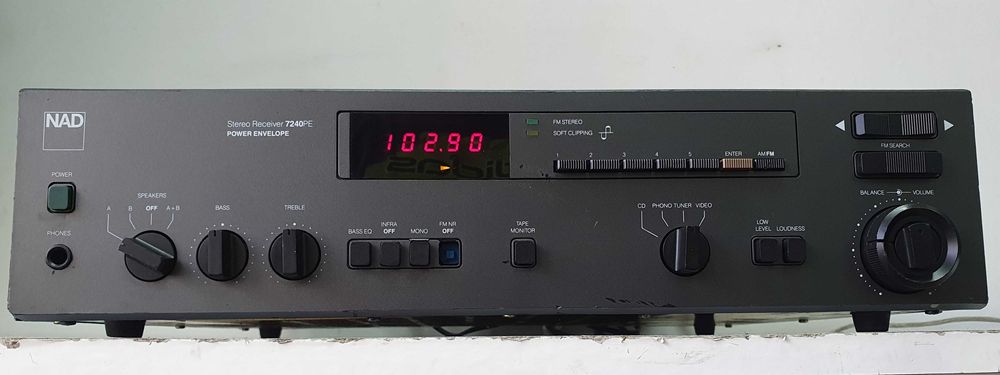 NAD
Stereo Receiver 7240PE
POWER ENVELOPE
102.90
FM STEREO
SOFT CLIPPING
1 2 3 4 5 ENTER AM/FM
FM SEARCH
POWER
SPEAKERS
A B OFF A+B
PHONES
BASS
TREBLE
BASS EQ
INFRA
OFF
MONO
FM NR
OFF
TAPE
MONITOR
CD PHONO TUNER VIDEO
LOW
LEVEL
LOUDNESS
BALANCE VOLUME